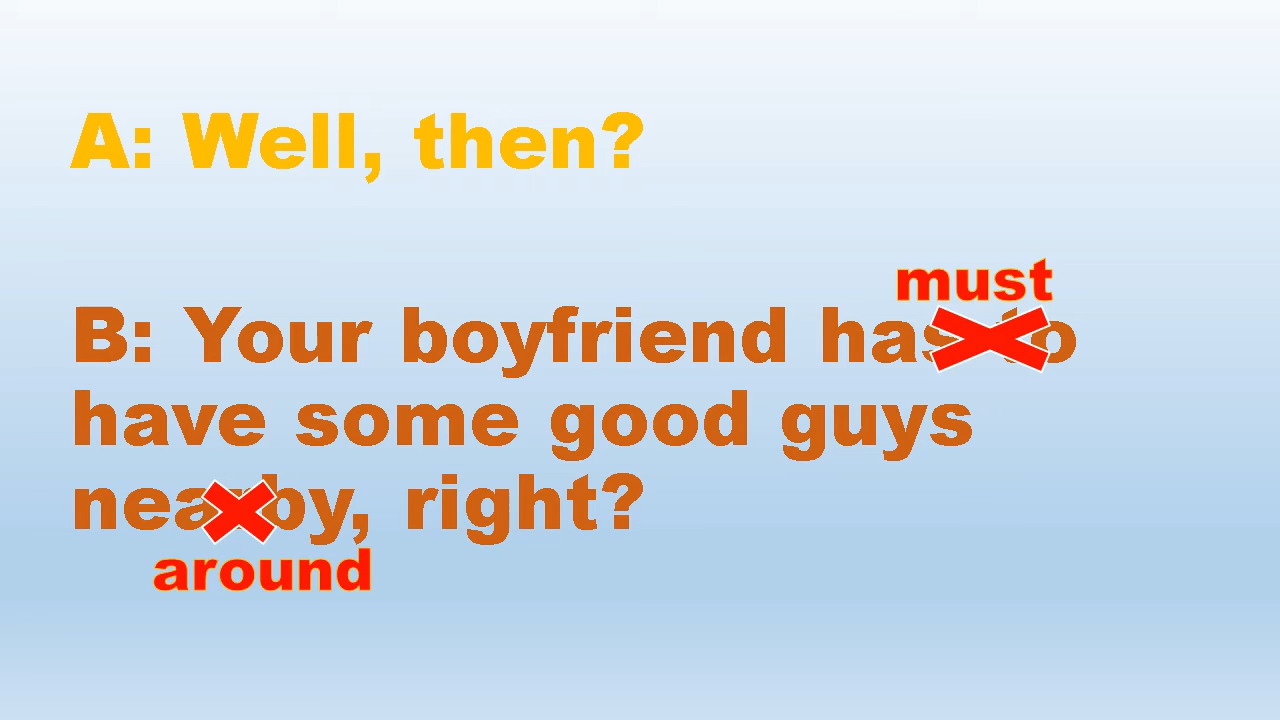 A: Well, then?
must
B: Your boyfriend has to
have some good guys
nearby, right?
around